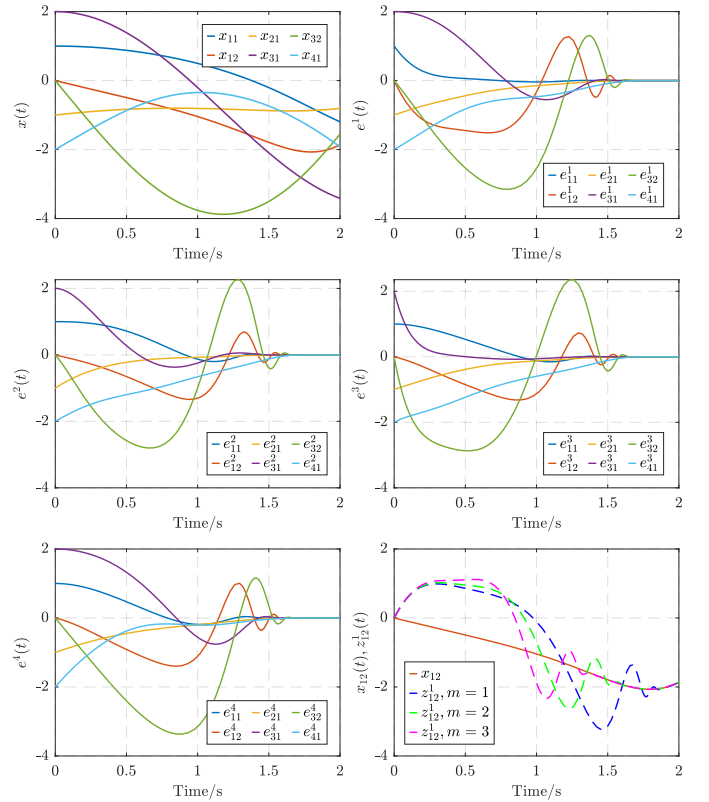 2
0
-2
-4
x(t)
0 0.5 1 1.5 2
Time/s
x₁₁ x₂₁ x₃₂
x₁₂ x₃₁ x₄₁
2
0
-2
-4
e¹(t)
0 0.5 1 1.5 2
Time/s
e¹₁₁ e¹₂₁ e¹₃₂
e¹₁₂ e¹₃₁ e¹₄₁
2
0
-2
-4
e²(t)
0 0.5 1 1.5 2
Time/s
e²₁₁ e²₂₁ e²₃₂
e²₁₂ e²₃₁ e²₄₁
2
0
-2
-4
e³(t)
0 0.5 1 1.5 2
Time/s
e³₁₁ e³₂₁ e³₃₂
e³₁₂ e³₃₁ e³₄₁
2
0
-2
-4
e⁴(t)
0 0.5 1 1.5 2
Time/s
e⁴₁₁ e⁴₂₁ e⁴₃₂
e⁴₁₂ e⁴₃₁ e⁴₄₁
2
0
-2
-4
x₁₂(t), z¹₁₂(t)
0 0.5 1 1.5 2
Time/s
x₁₂
z¹₁₂, m = 1
z¹₁₂, m = 2
z¹₁₂, m = 3